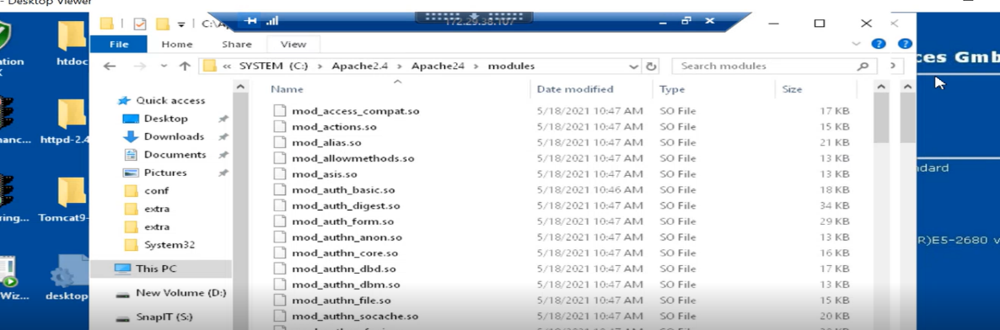 - Desktop Viewer
172.29.38.107
C:\A
File Home Share View
« SYSTEM (C:) > Apache2.4 > Apache24 > modules
Search modules
Name Date modified Type Size
Quick access
Desktop
Downloads
Documents
Pictures
conf
extra
extra
System32
This PC
New Volume (D:)
SnapIT (S:)
mod_access_compat.so 5/18/2021 10:47 AM SO File 17 KB
mod_actions.so 5/18/2021 10:47 AM SO File 15 KB
mod_alias.so 5/18/2021 10:47 AM SO File 21 KB
mod_allowmethods.so 5/18/2021 10:47 AM SO File 13 KB
mod_asis.so 5/18/2021 10:47 AM SO File 13 KB
mod_auth_basic.so 5/18/2021 10:46 AM SO File 18 KB
mod_auth_digest.so 5/18/2021 10:47 AM SO File 34 KB
mod_auth_form.so 5/18/2021 10:47 AM SO File 29 KB
mod_authn_anon.so 5/18/2021 10:47 AM SO File 13 KB
mod_authn_core.so 5/18/2021 10:47 AM SO File 16 KB
mod_authn_dbd.so 5/18/2021 10:47 AM SO File 17 KB
mod_authn_dbm.so 5/18/2021 10:47 AM SO File 13 KB
mod_authn_file.so 5/18/2021 10:47 AM SO File 15 KB
mod_authn_socache.so 5/18/2021 10:47 AM SO File 20 KB
ation
htdoc
anc...
httpd-2.4
ring...
Tomcat9-
Wiz...
desktop
ces Gmb
dard
R)E5-2680 v